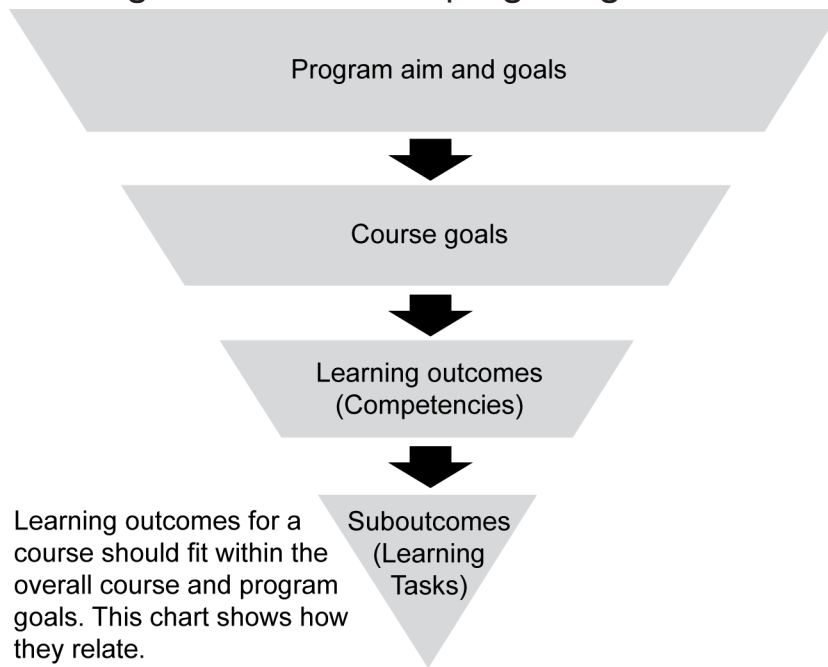 Program aim and goals
Course goals
Learning outcomes
(Competencies)
Suboutcomes
(Learning
Tasks)
Learning outcomes for a
course should fit within the
overall course and program
goals. This chart shows how
they relate.